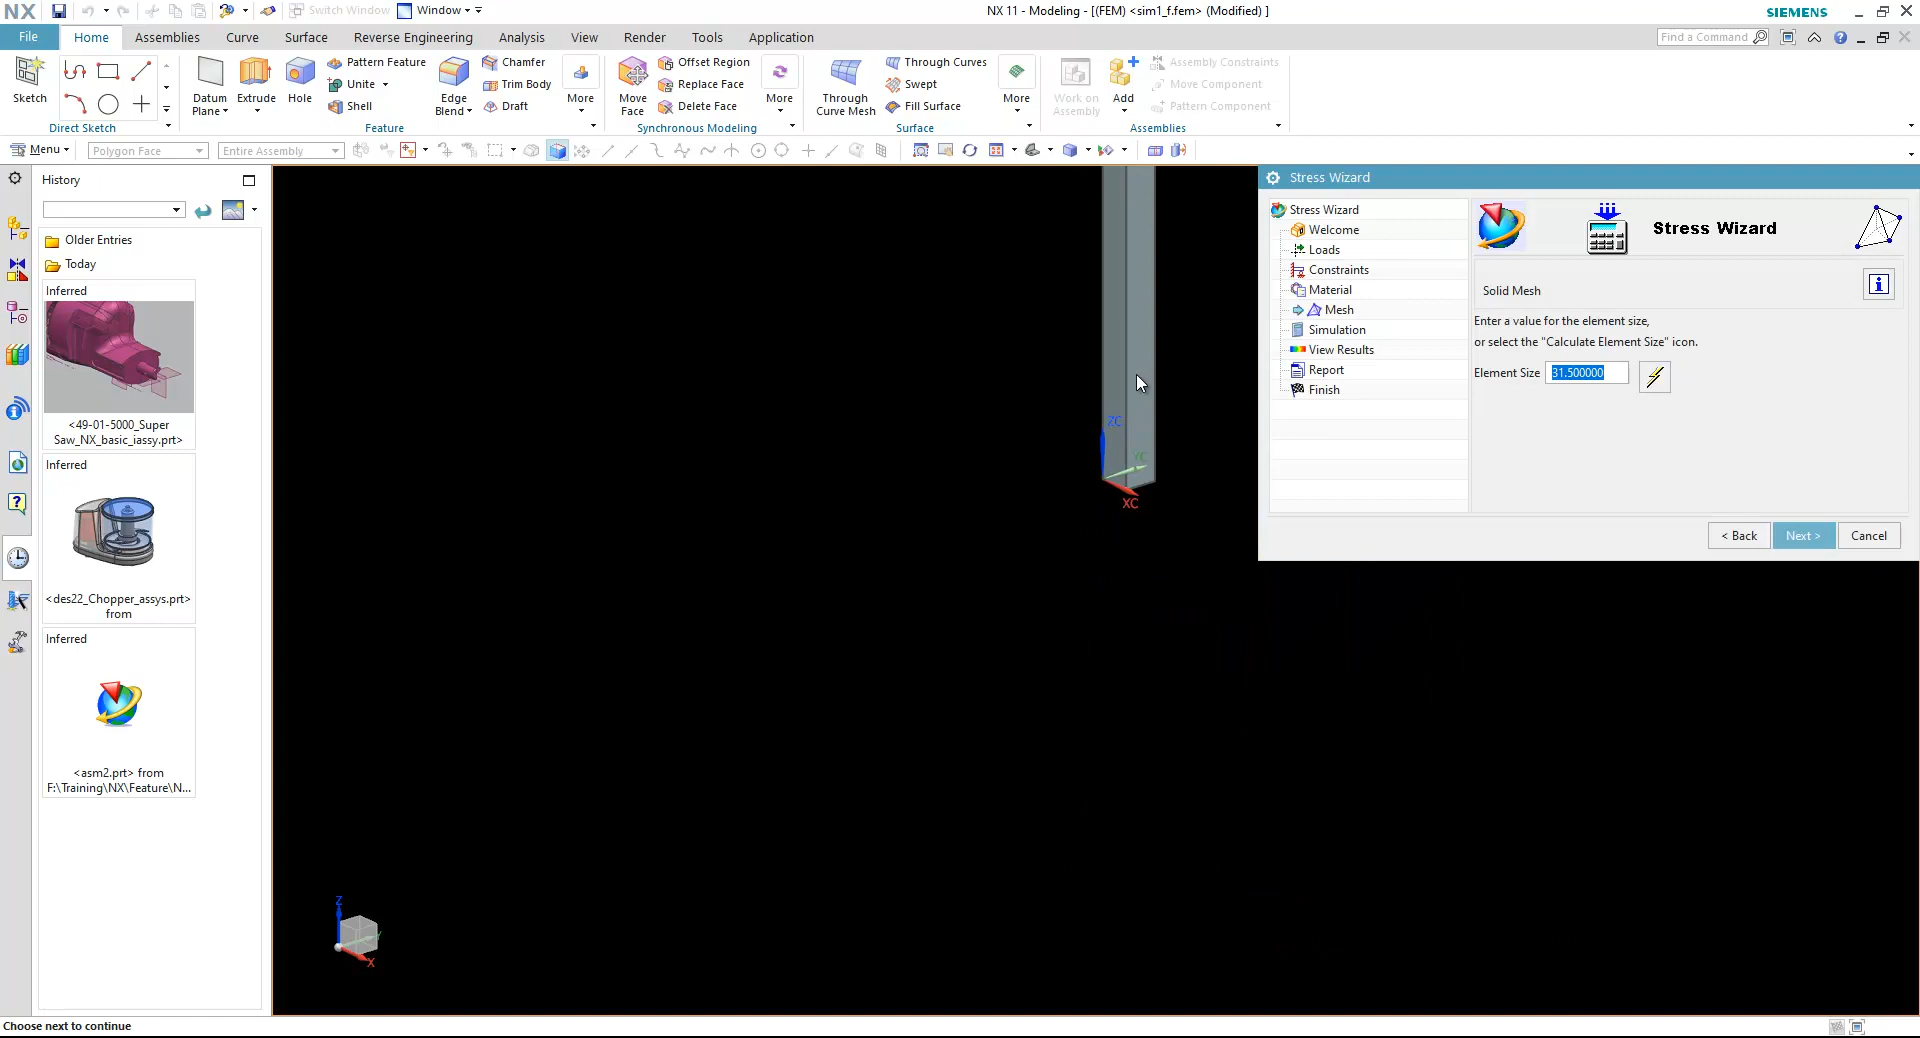 NX
Switch Window
Window
NX 11 - Modeling - [(FEM) <sim1_f.fem> (Modified) ]
SIEMENS
File
Home
Assemblies
Curve
Surface
Reverse Engineering
Analysis
View
Render
Tools
Application
Find a Command
Sketch
Direct Sketch
Datum
Plane
Extrude
Hole
Pattern Feature
Unite
Shell
Edge
Blend
Chamfer
Trim Body
Draft
More
Feature
Move
Face
Offset Region
Replace Face
Delete Face
More
Synchronous Modeling
Through
Curve Mesh
Through Curves
Swept
Fill Surface
More
Surface
Work on
Assembly
Add
Assembly Constraints
Move Component
Pattern Component
Assemblies
Menu
Polygon Face
Entire Assembly
History
Older Entries
Today
Inferred
<49-01-5000_Super
Saw_NX_basic_iassy.prt>
Inferred
<des22_Chopper_assys.prt>
from
Inferred
<asm2.prt> from
F:\Training\NX\Feature\N...
ZC
YC
XC
Z
Y
X
Stress Wizard
Stress Wizard
Welcome
Loads
Constraints
Material
Mesh
Simulation
View Results
Report
Finish
Stress Wizard
Solid Mesh
Enter a value for the element size,
or select the "Calculate Element Size" icon.
Element Size 31.500000
< Back
Next >
Cancel
Choose next to continue